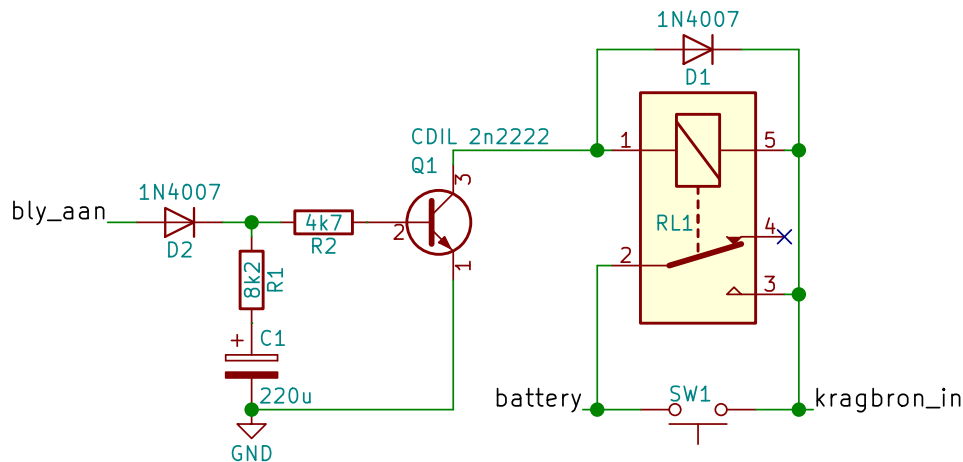 1N4007
D1
CDIL 2n2222
Q1
1
5
3
1N4007
bly_aan
D2
4k7
R2
2
1
RL1
4
2
3
8k2
R1
+
C1
220u
GND
battery
SW1
kragbron_in